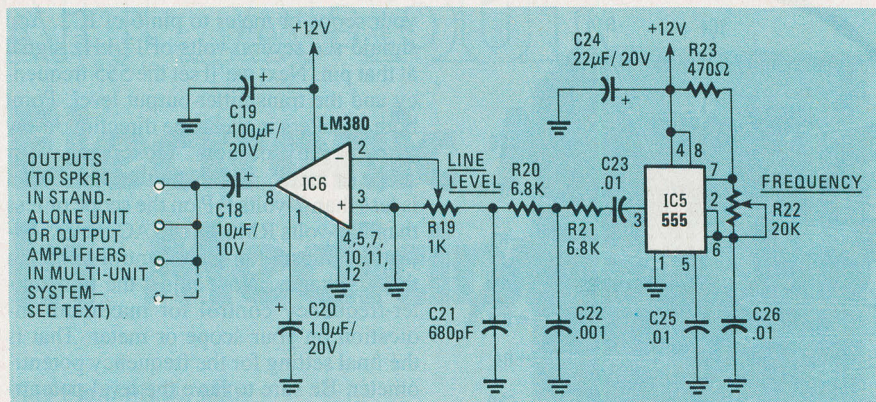 +12V
C19
100µF/
20V
LM380
IC6
OUTPUTS
(TO SPKR1
IN STAND-
ALONE UNIT
OR OUTPUT
AMPLIFIERS
IN MULTI-UNIT
SYSTEM—
SEE TEXT)
8
C18
10µF/
10V
1
2
3
4,5,7,
10,11,
12
C20
1.0µF/
20V
LINE
LEVEL
R19
1K
C21
680pF
R20
6.8K
R21
6.8K
C22
.001
C23
.01
C24
22µF/ 20V
+12V
R23
470Ω
4
8
7
2
6
3
IC5
555
1
5
FREQUENCY
R22
20K
C25
.01
C26
.01